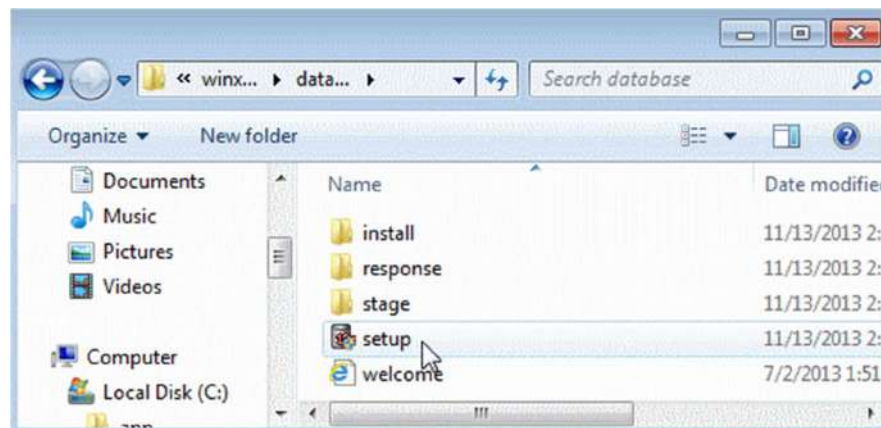 « winx... ▸ data... ▸ Search database
Organize New folder
Documents
Music
Pictures
Videos
Computer
Local Disk (C:)
app
Name Date modifie
install 11/13/2013 2:
response 11/13/2013 2:
stage 11/13/2013 2:
setup 11/13/2013 2:
welcome 7/2/2013 1:51